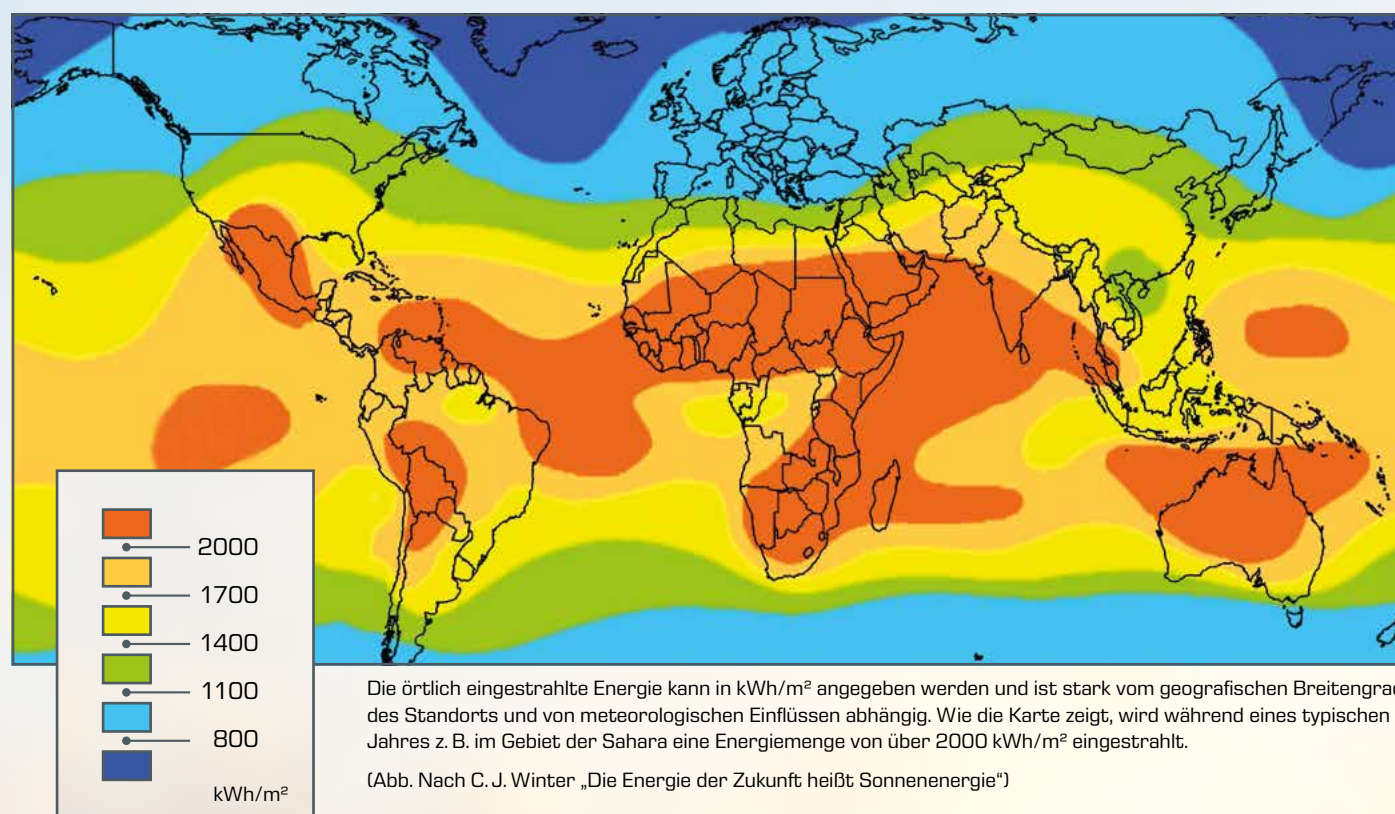 2000
1700
1400
1100
800
kWh/m²
Die örtlich eingestrahlte Energie kann in kWh/m² angegeben werden und ist stark vom geografischen Breitengrad
des Standorts und von meteorologischen Einflüssen abhängig. Wie die Karte zeigt, wird während eines typischen
Jahres z. B. im Gebiet der Sahara eine Energiemenge von über 2000 kWh/m² eingestrahlt.
(Abb. Nach C. J. Winter „Die Energie der Zukunft heißt Sonnenenergie“)